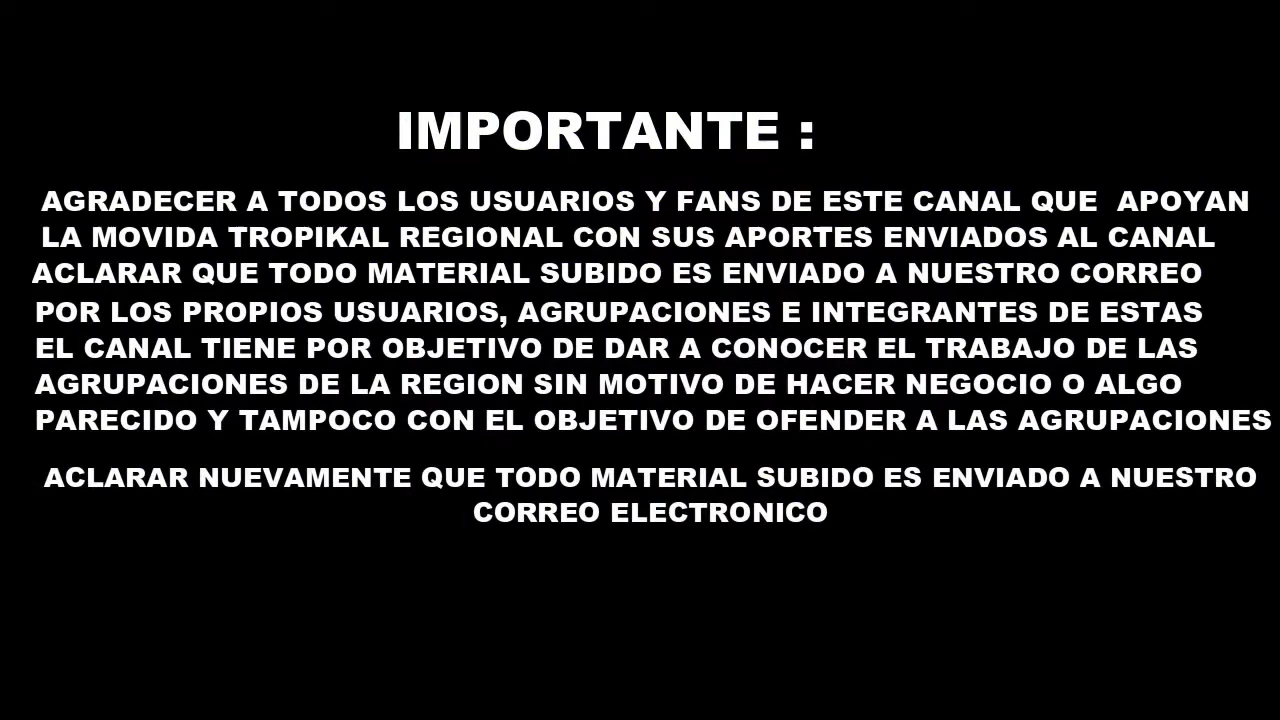 IMPORTANTE :
AGRADECER A TODOS LOS USUARIOS Y FANS DE ESTE CANAL QUE  APOYAN
LA MOVIDA TROPIKAL REGIONAL CON SUS APORTES ENVIADOS AL CANAL
ACLARAR QUE TODO MATERIAL SUBIDO ES ENVIADO A NUESTRO CORREO
POR LOS PROPIOS USUARIOS, AGRUPACIONES E INTEGRANTES DE ESTAS
EL CANAL TIENE POR OBJETIVO DE DAR A CONOCER EL TRABAJO DE LAS
AGRUPACIONES DE LA REGION SIN MOTIVO DE HACER NEGOCIO O ALGO
PARECIDO Y TAMPOCO CON EL OBJETIVO DE OFENDER A LAS AGRUPACIONES
ACLARAR NUEVAMENTE QUE TODO MATERIAL SUBIDO ES ENVIADO A NUESTRO
CORREO ELECTRONICO